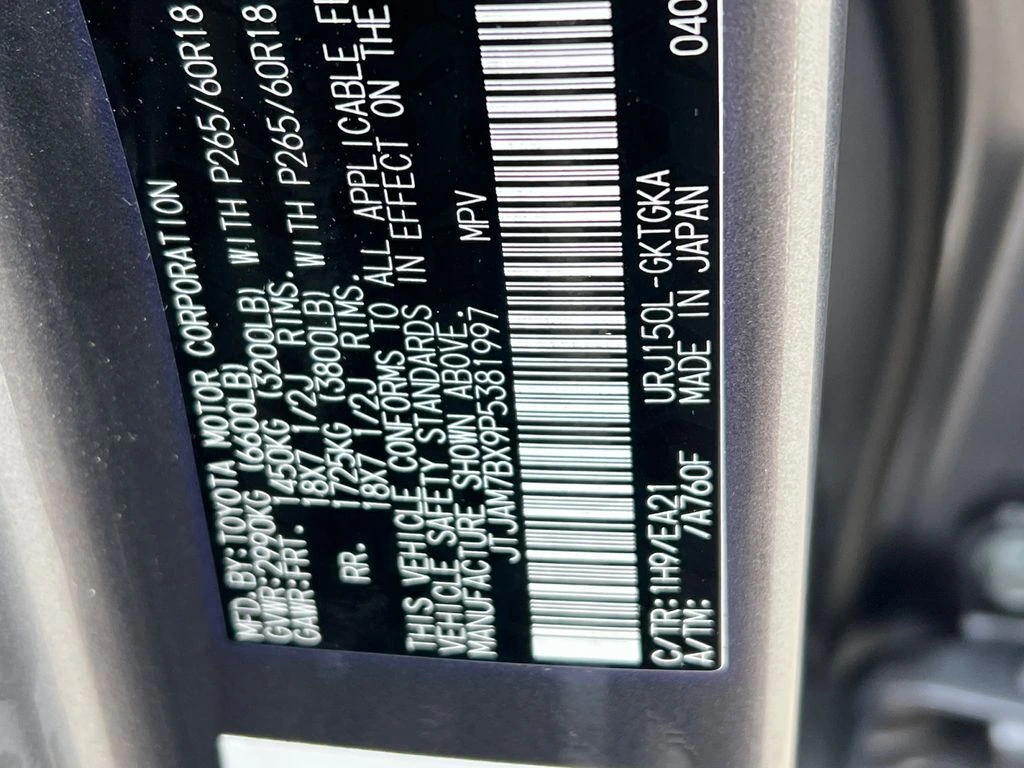 MFD.BY:TOYOTA MOTOR CORPORATION
GVWR:2990KG (6600LB)
GAWR:FRT. 1450KG (3200LB) WITH P265/60R18
18X7 1/2J RIMS.
RR. 1725KG (3800LB) WITH P265/60R18
18X7 1/2J RIMS.
THIS VEHICLE CONFORMS TO ALL APPLICABLE
VEHICLE SAFETY STANDARDS IN EFFECT ON THE
MANUFACTURE SHOWN ABOVE.
JTJAM7BX9P5381997 MPV
C/TR:1H9/EA21 URJ150L-GKTGKA 040
A/TM: /A760F MADE IN JAPAN